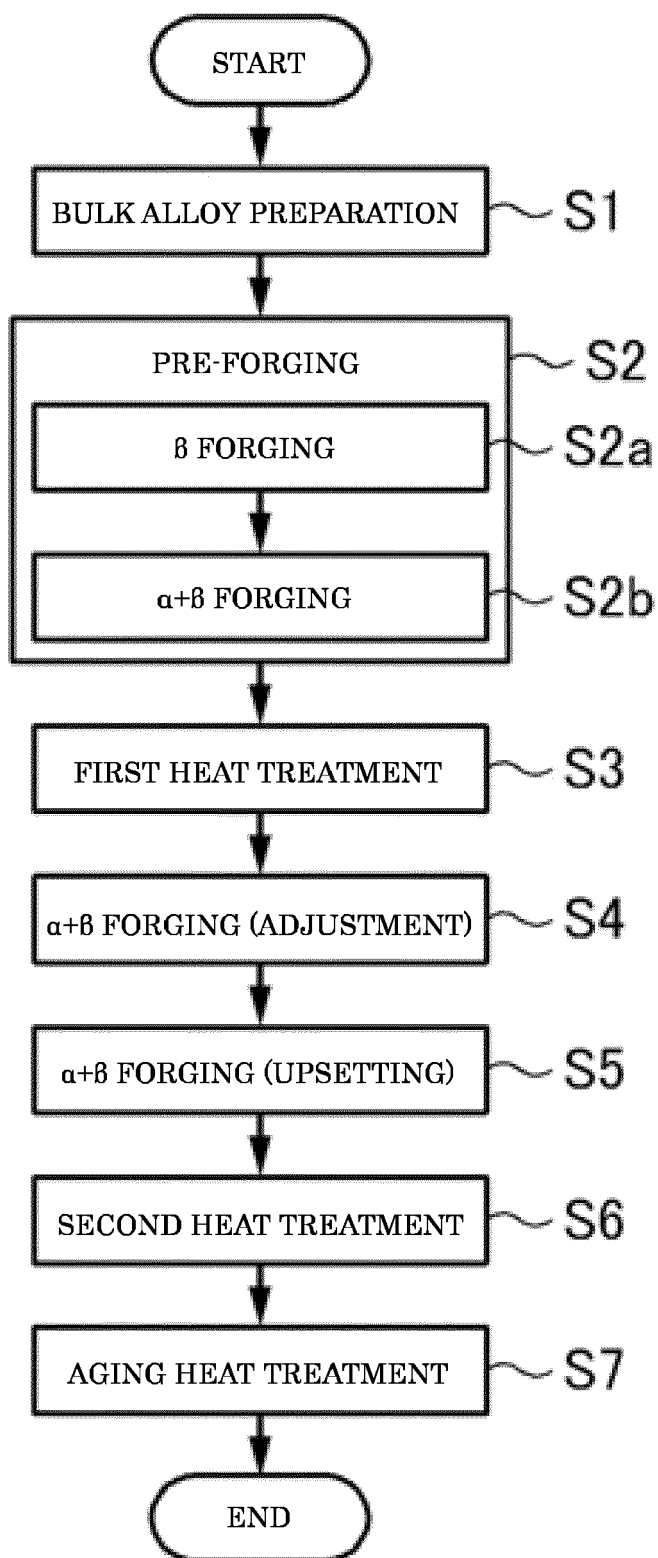 START
BULK ALLOY PREPARATION
S1
PRE-FORGING
S2
β FORGING
S2a
α+β FORGING
S2b
FIRST HEAT TREATMENT
S3
α+β FORGING (ADJUSTMENT)
S4
α+β FORGING (UPSETTING)
S5
SECOND HEAT TREATMENT
S6
AGING HEAT TREATMENT
S7
END